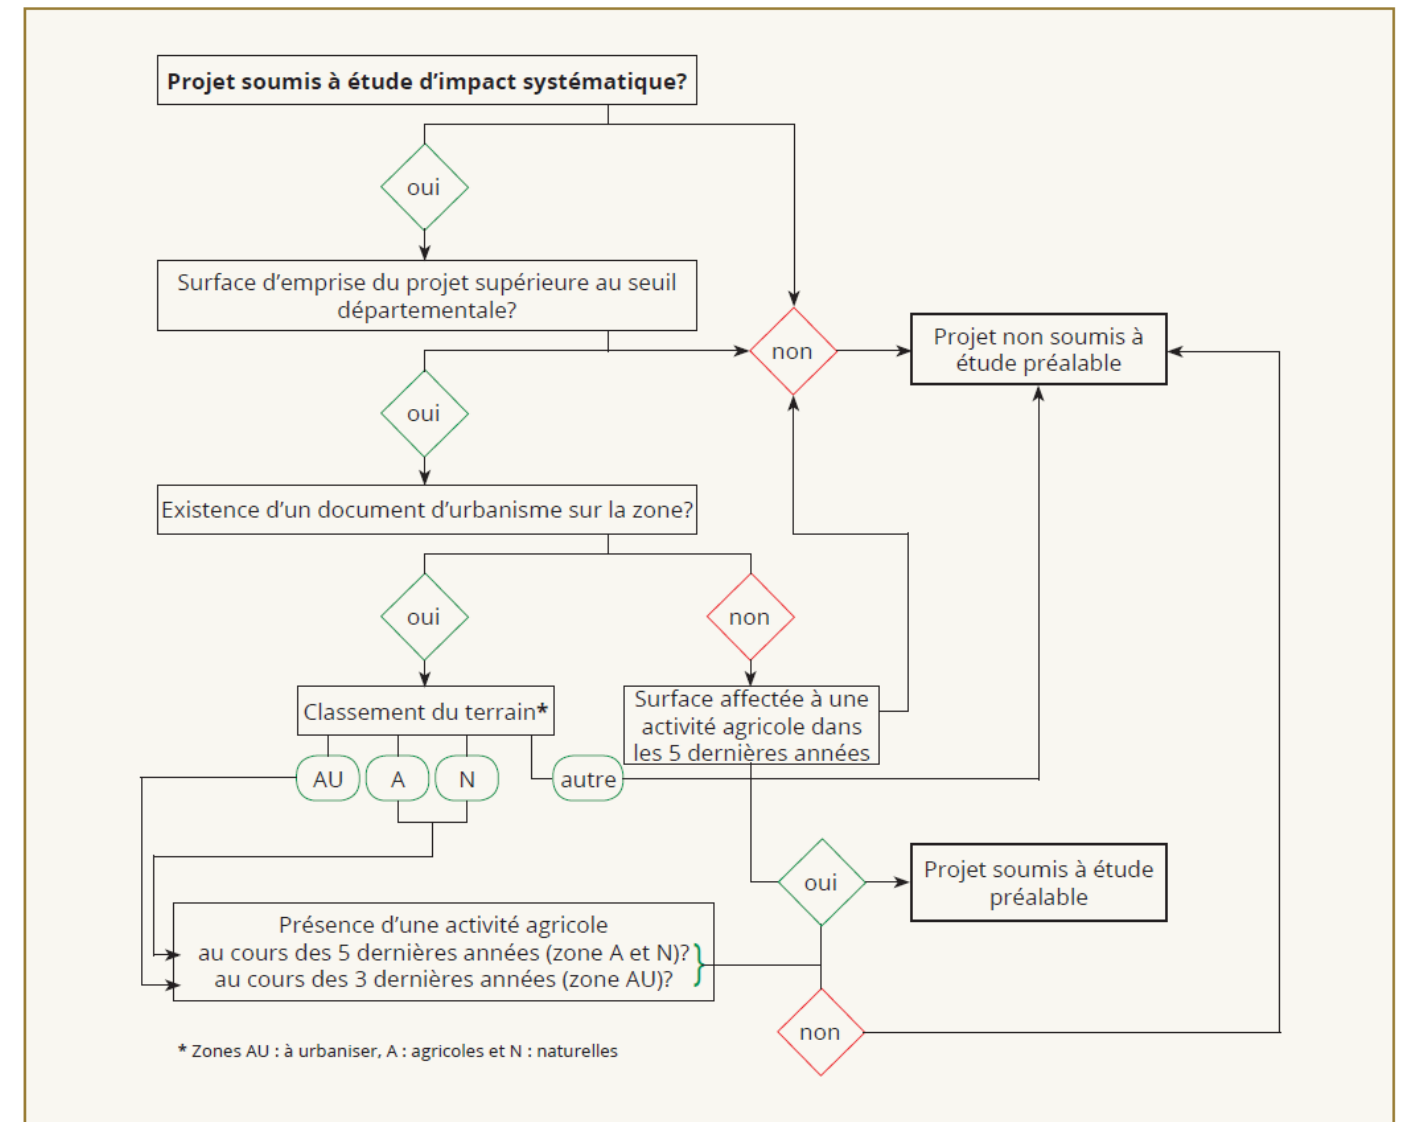 Projet soumis à étude d’impact systématique?
oui
Surface d’emprise du projet supérieure au seuil
départementale?
non
Projet non soumis à
étude préalable
oui
Existence d’un document d’urbanisme sur la zone?
oui
non
Classement du terrain*
Surface affectée à une
activité agricole dans
les 5 dernières années
AU
A
N
autre
oui
Projet soumis à étude
préalable
Présence d’une activité agricole
au cours des 5 dernières années (zone A et N)?
au cours des 3 dernières années (zone AU)?
non
* Zones AU : à urbaniser, A : agricoles et N : naturelles